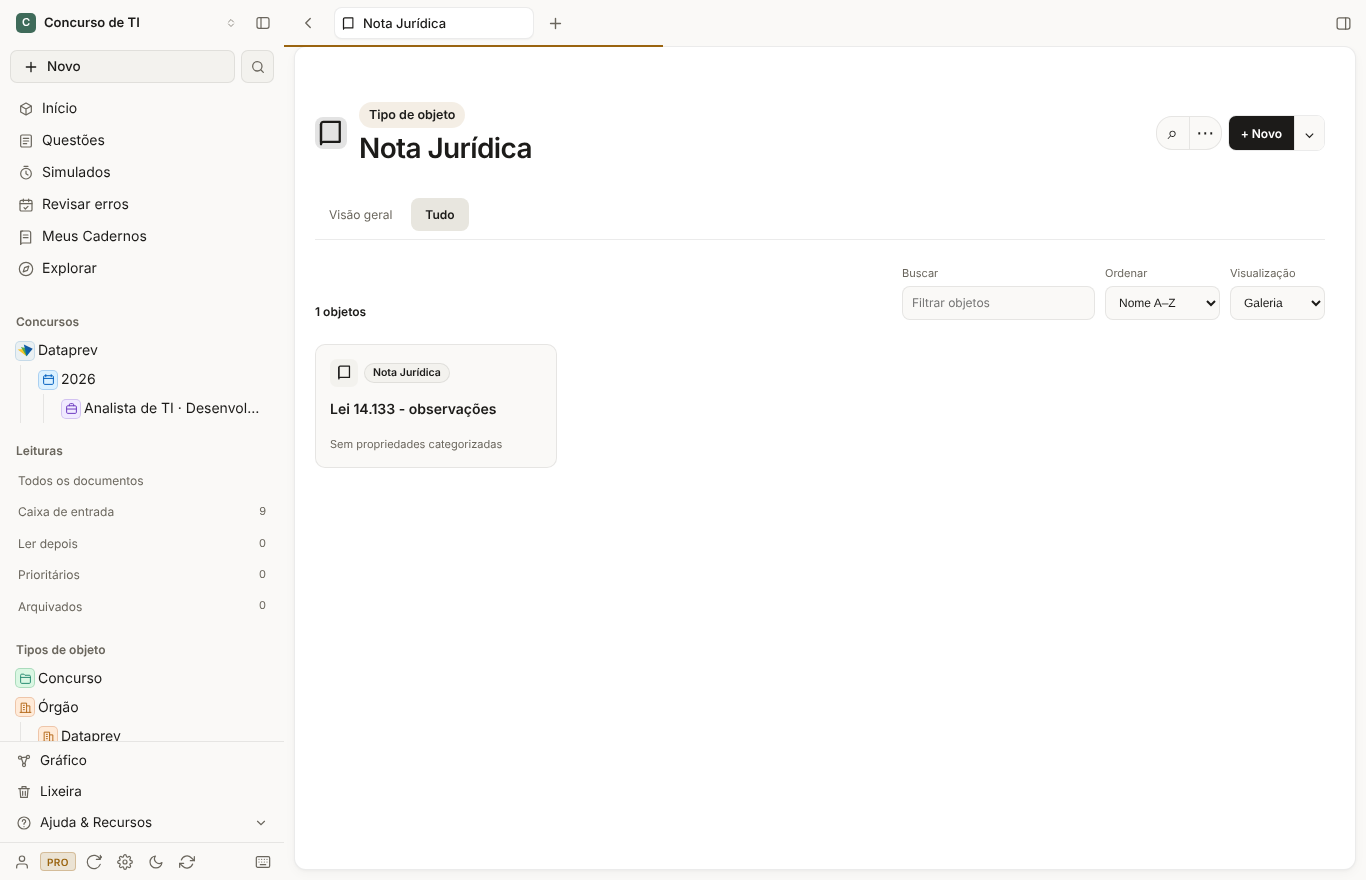 C Concurso de TI
Nota Jurídica
Novo
Início
Questões
Simulados
Revisar erros
Meus Cadernos
Explorar
Concursos
Dataprev
2026
Analista de TI · Desenvol...
Leituras
Todos os documentos
Caixa de entrada 9
Ler depois 0
Prioritários 0
Arquivados 0
Tipos de objeto
Concurso
Órgão
Dataprev
Gráfico
Lixeira
Ajuda & Recursos
PRO
Tipo de objeto
Nota Jurídica
+ Novo
Visão geral
Tudo
Buscar
Ordenar
Visualização
Filtrar objetos
Nome A–Z
Galeria
1 objetos
Nota Jurídica
Lei 14.133 - observações
Sem propriedades categorizadas